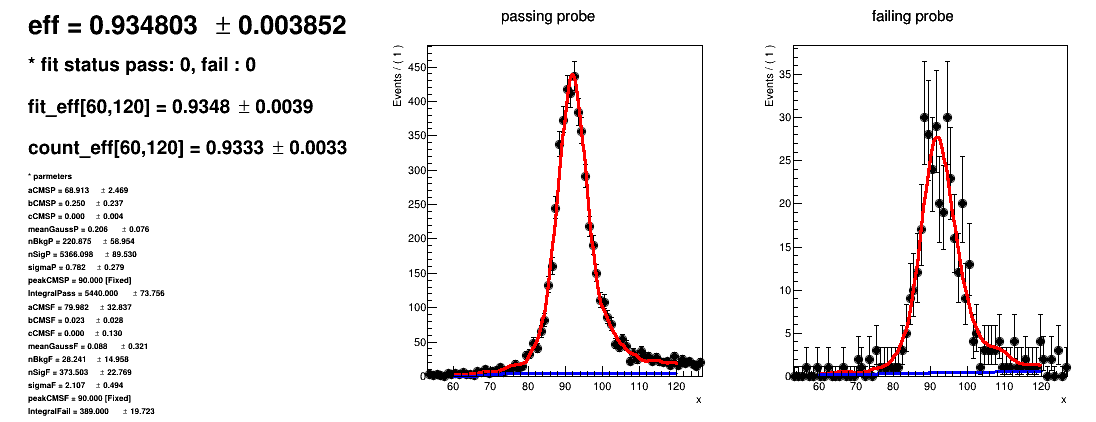 eff = 0.934803 ± 0.003852
* fit status pass: 0, fail : 0
fit_eff[60,120] = 0.9348 ± 0.0039
count_eff[60,120] = 0.9333 ± 0.0033
* parmeters
aCMSP = 68.913 ± 2.469
bCMSP = 0.250 ± 0.237
cCMSP = 0.000 ± 0.004
meanGaussP = 0.206 ± 0.076
nBkgP = 220.875 ± 58.954
nSigP = 5366.098 ± 89.530
sigmaP = 0.782 ± 0.279
peakCMSP = 90.000 [Fixed]
IntegralPass = 5440.000 ± 73.756
aCMSF = 79.982 ± 32.837
bCMSF = 0.023 ± 0.028
cCMSF = 0.000 ± 0.130
meanGaussF = 0.088 ± 0.321
nBkgF = 28.241 ± 14.958
nSigF = 373.503 ± 22.769
sigmaF = 2.107 ± 0.494
peakCMSF = 90.000 [Fixed]
IntegralFail = 389.000 ± 19.723
passing probe
Events / ( 1 )
450
400
350
300
250
200
150
100
50
0
60 70 80 90 100 110 120
x
failing probe
Events / ( 1 )
35
30
25
20
15
10
5
0
60 70 80 90 100 110 120
x